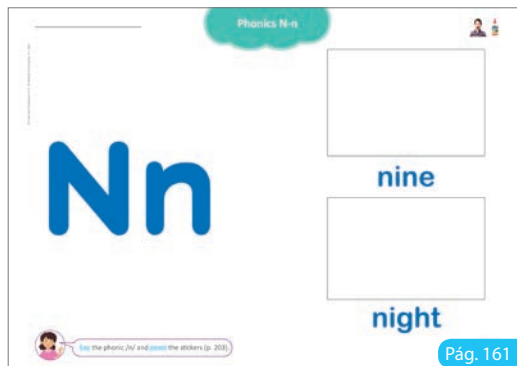 Phonics N-n
Nn
nine
night
Say the phonic /n/ and paste the stickers (p. 203).
Pág. 161